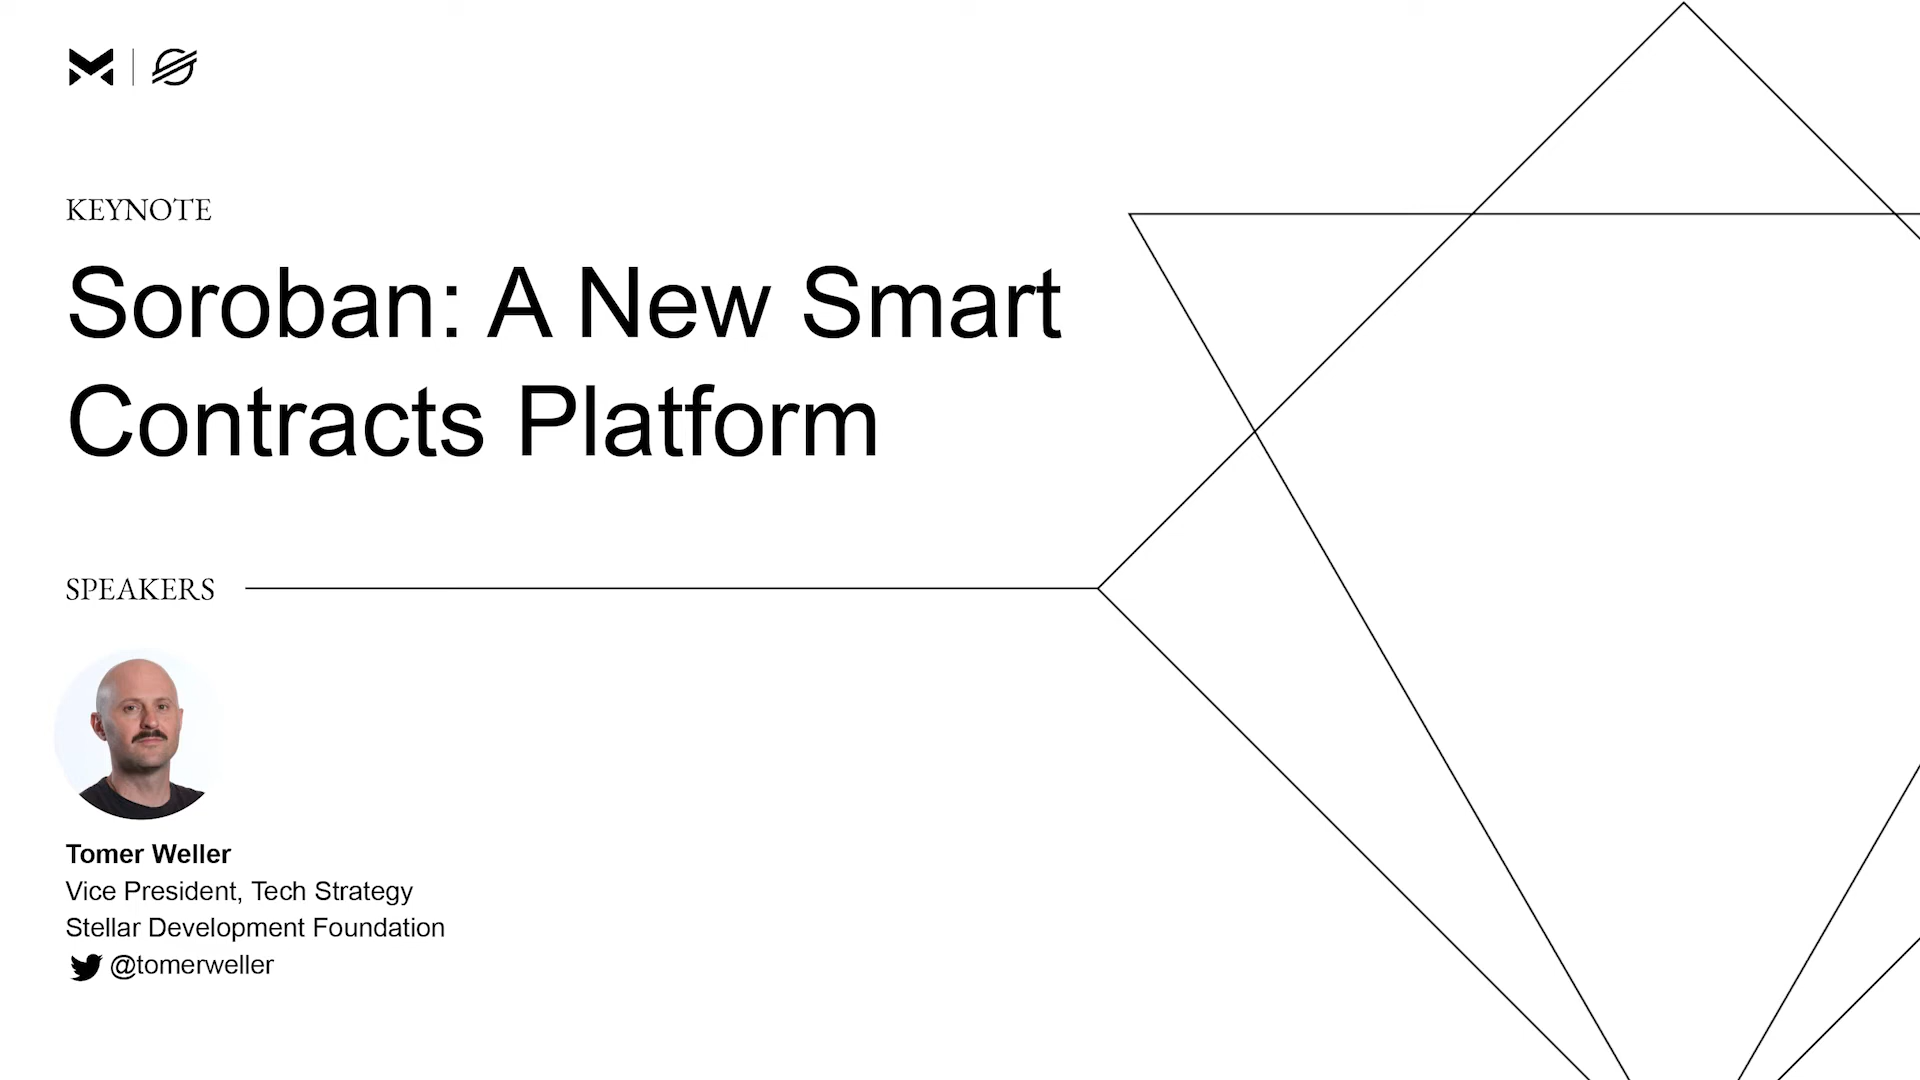 KEYNOTE
Soroban: A New Smart
Contracts Platform
SPEAKERS
Tomer Weller
Vice President, Tech Strategy
Stellar Development Foundation
@tomerweller